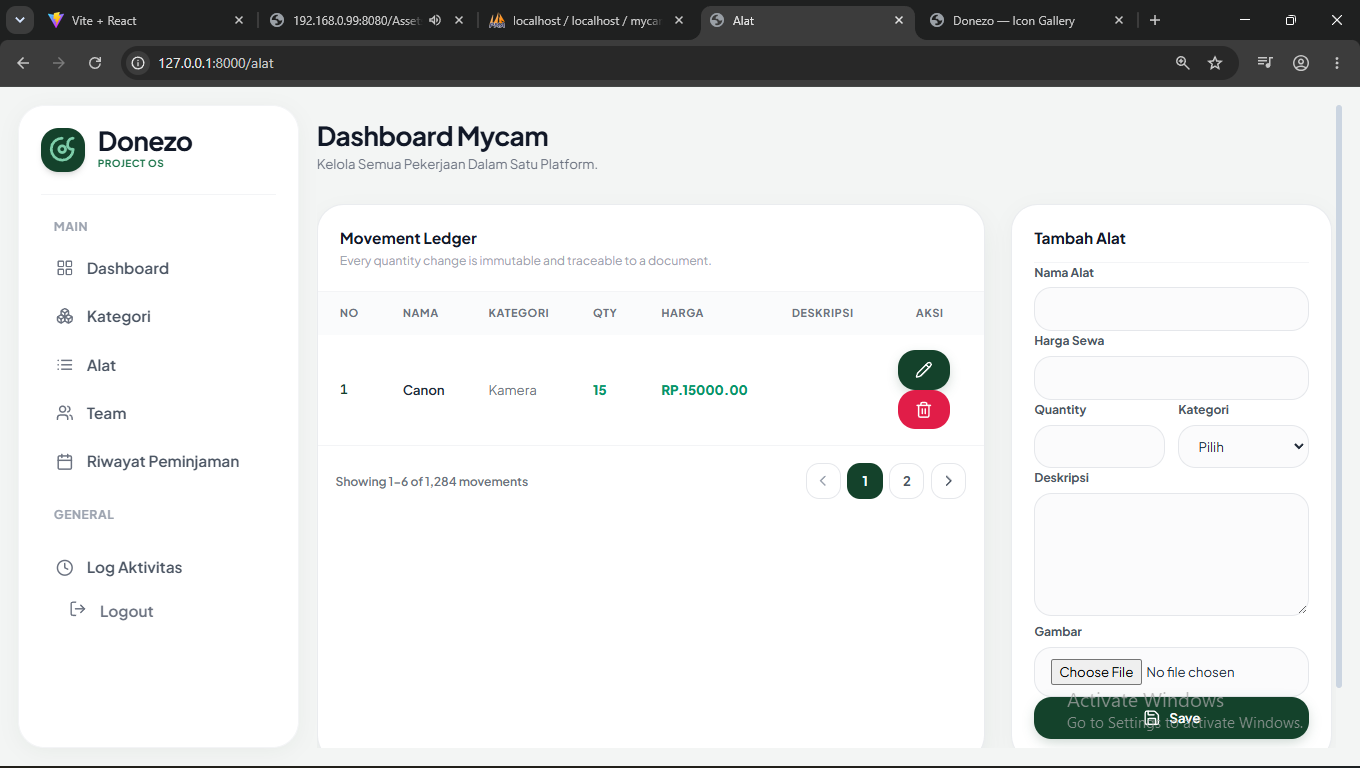 Vite + React
192.168.0.99:8080/Asset
localhost / localhost / myca
Alat
Donezo — Icon Gallery
127.0.0.1:8000/alat
Donezo
PROJECT OS
MAIN
Dashboard
Kategori
Alat
Team
Riwayat Peminjaman
GENERAL
Log Aktivitas
Logout
Dashboard Mycam
Kelola Semua Pekerjaan Dalam Satu Platform.
Movement Ledger
Every quantity change is immutable and traceable to a document.
NO NAMA KATEGORI QTY HARGA DESKRIPSI AKSI
1 Canon Kamera 15 RP.15000.00
Showing 1–6 of 1,284 movements
1 2
Tambah Alat
Nama Alat
Harga Sewa
Quantity Kategori
Pilih
Deskripsi
Gambar
Choose File No file chosen
Save
Activate Windows
Go to Settings to activate Windows.